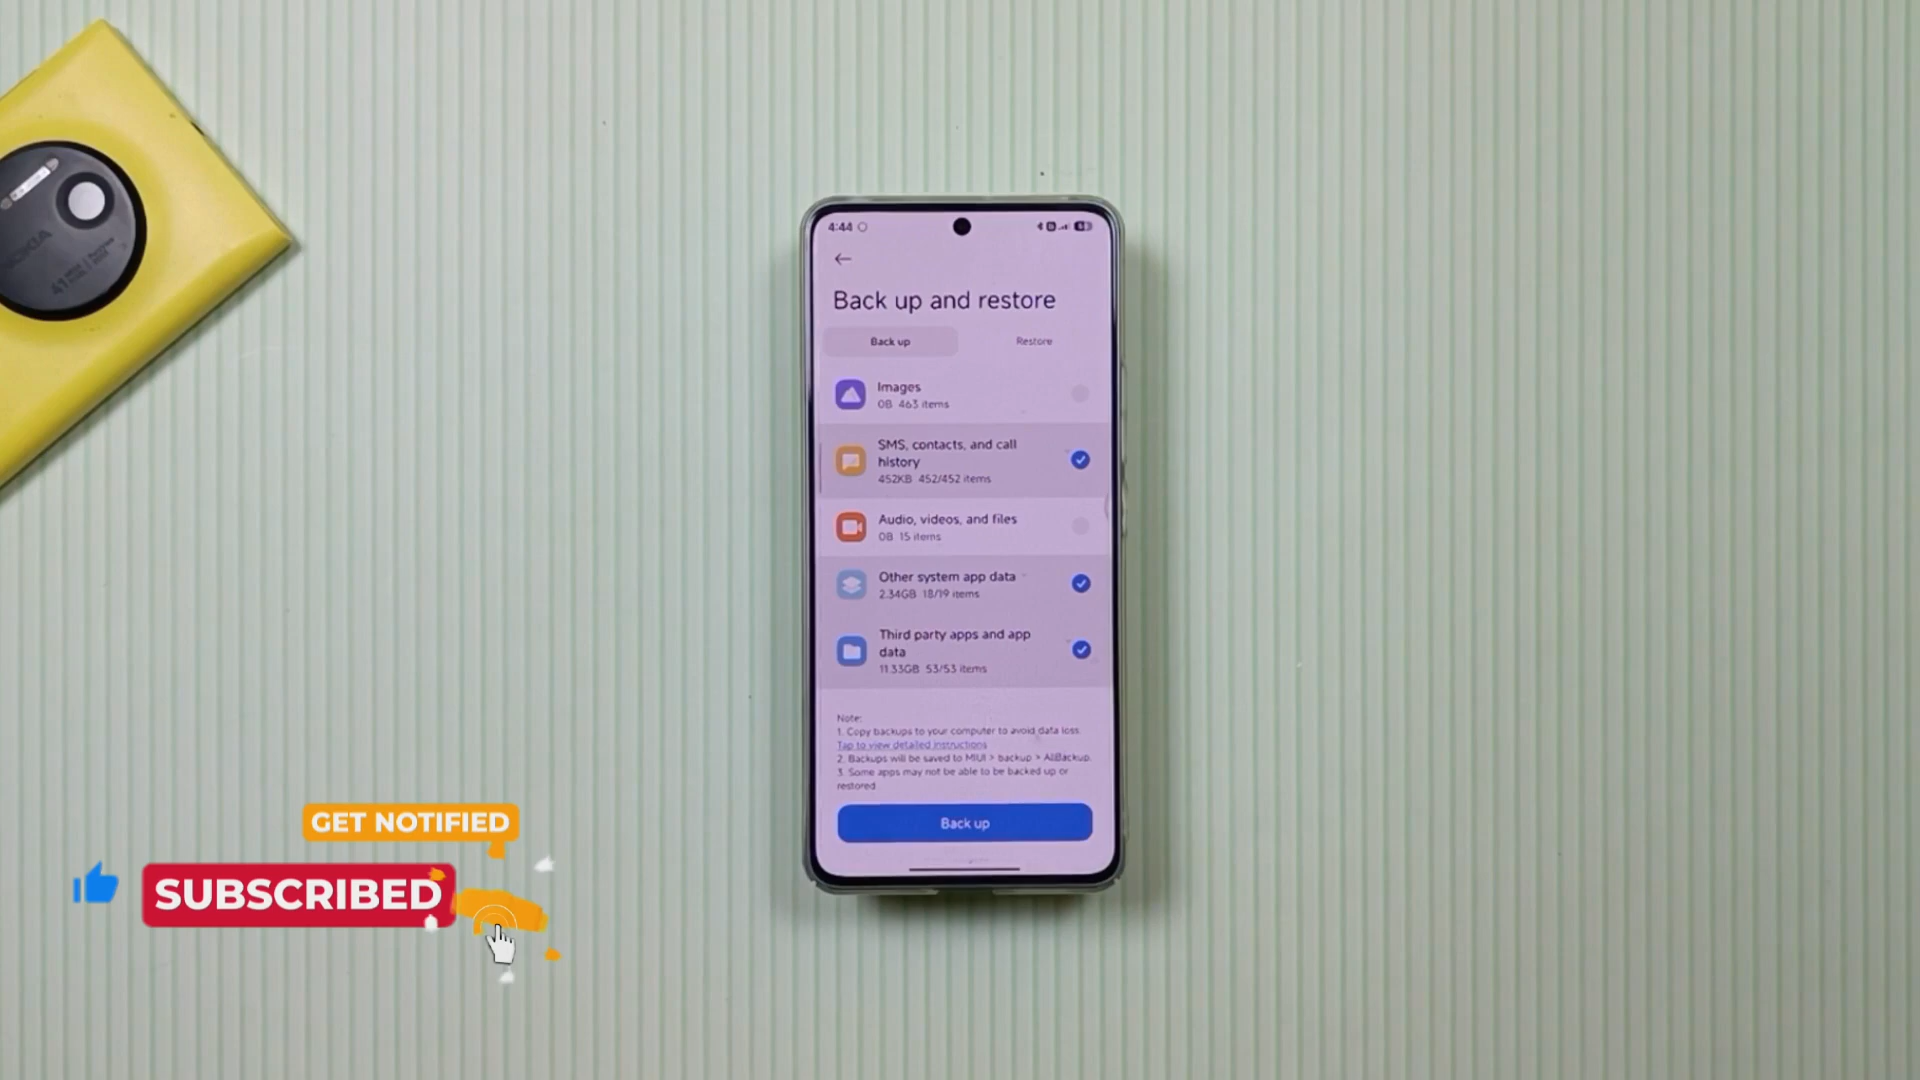 4:44
Back up and restore
Back up
Restore
Images
0B 463 items
SMS, contacts, and call
history
452KB 452/452 items
Audio, videos, and files
0B 15 items
Other system app data
2.34GB 18/19 items
Third party apps and app
data
11.33GB 53/53 items
Note:
1. Copy backups to your computer to avoid data loss.
Tap to view detailed instructions
2. Backups will be saved to MIUI > backup > AllBackup.
3. Some apps may not be able to be backed up or
restored.
Back up
NOKIA
41
GET NOTIFIED
SUBSCRIBED